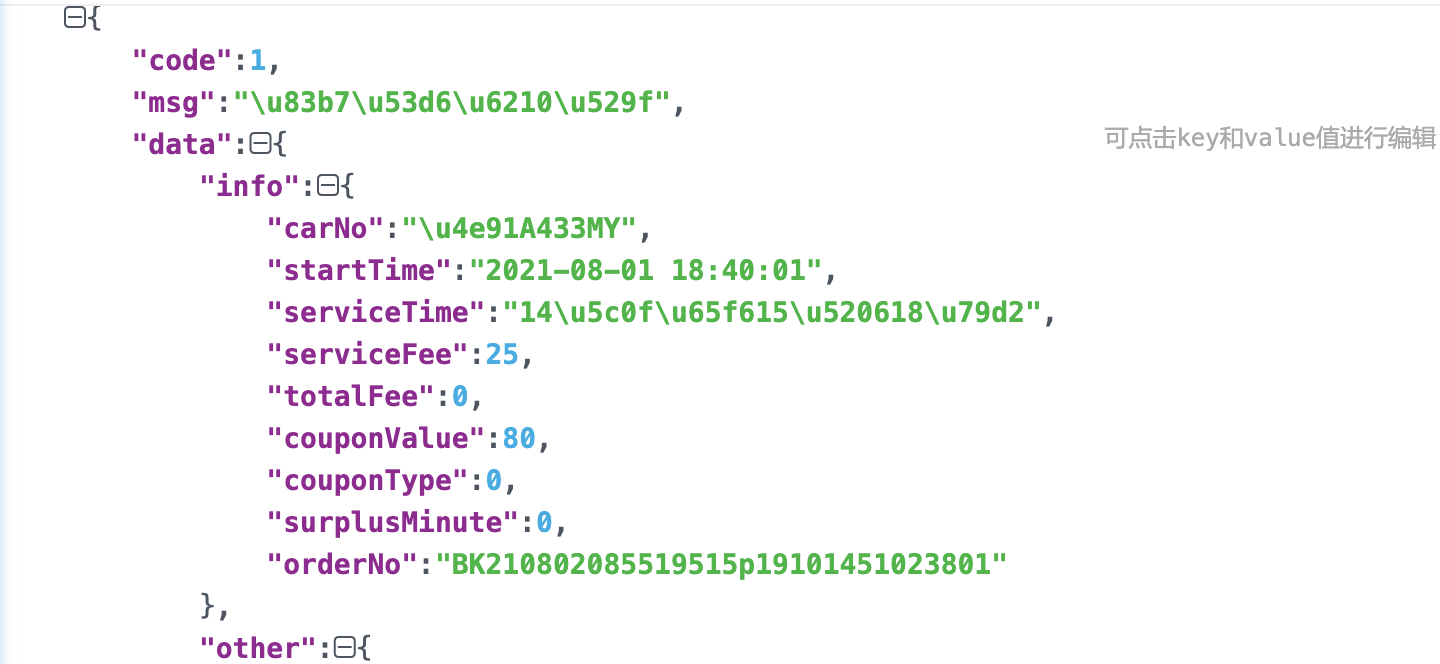 {
"code":1,
"msg":"\u83b7\u53d6\u6210\u529f",
"data":{
可点击key和value值进行编辑
"info":{
"carNo":"\u4e91A433MY",
"startTime":"2021-08-01 18:40:01",
"serviceTime":"14\u5c0f\u65f615\u520618\u79d2",
"serviceFee":25,
"totalFee":0,
"couponValue":80,
"couponType":0,
"surplusMinute":0,
"orderNo":"BK210802085519515p19101451023801"
},
"other":{